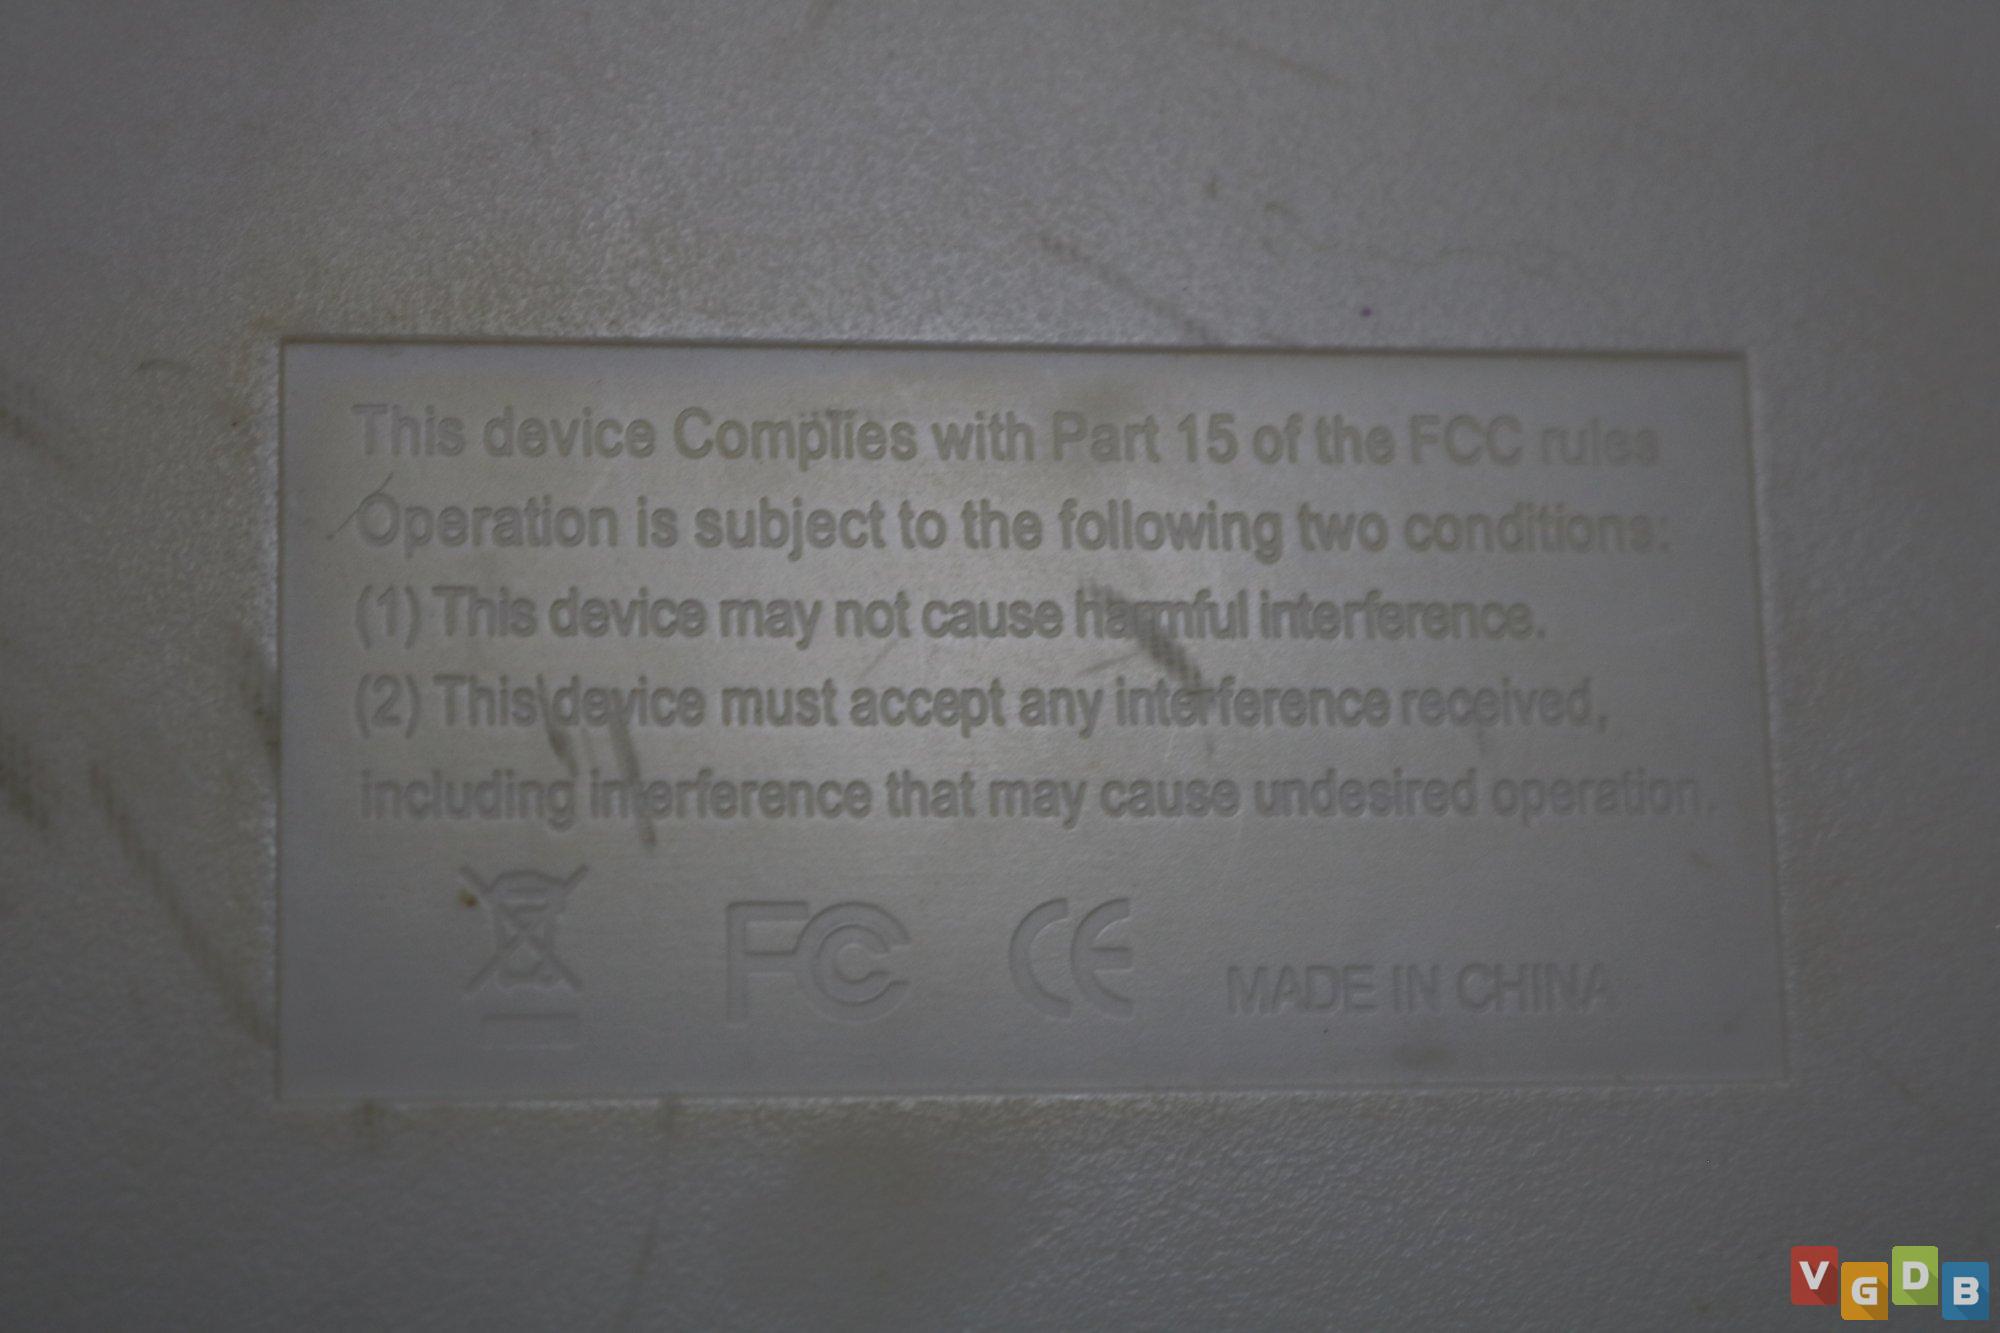 This device Complies with Part 15 of the FCC rules
Operation is subject to the following two conditions:
(1) This device may not cause harmful interference.
(2) This device must accept any interference received,
including interference that may cause undesired operation.
FC CE MADE IN CHINA
VGDB